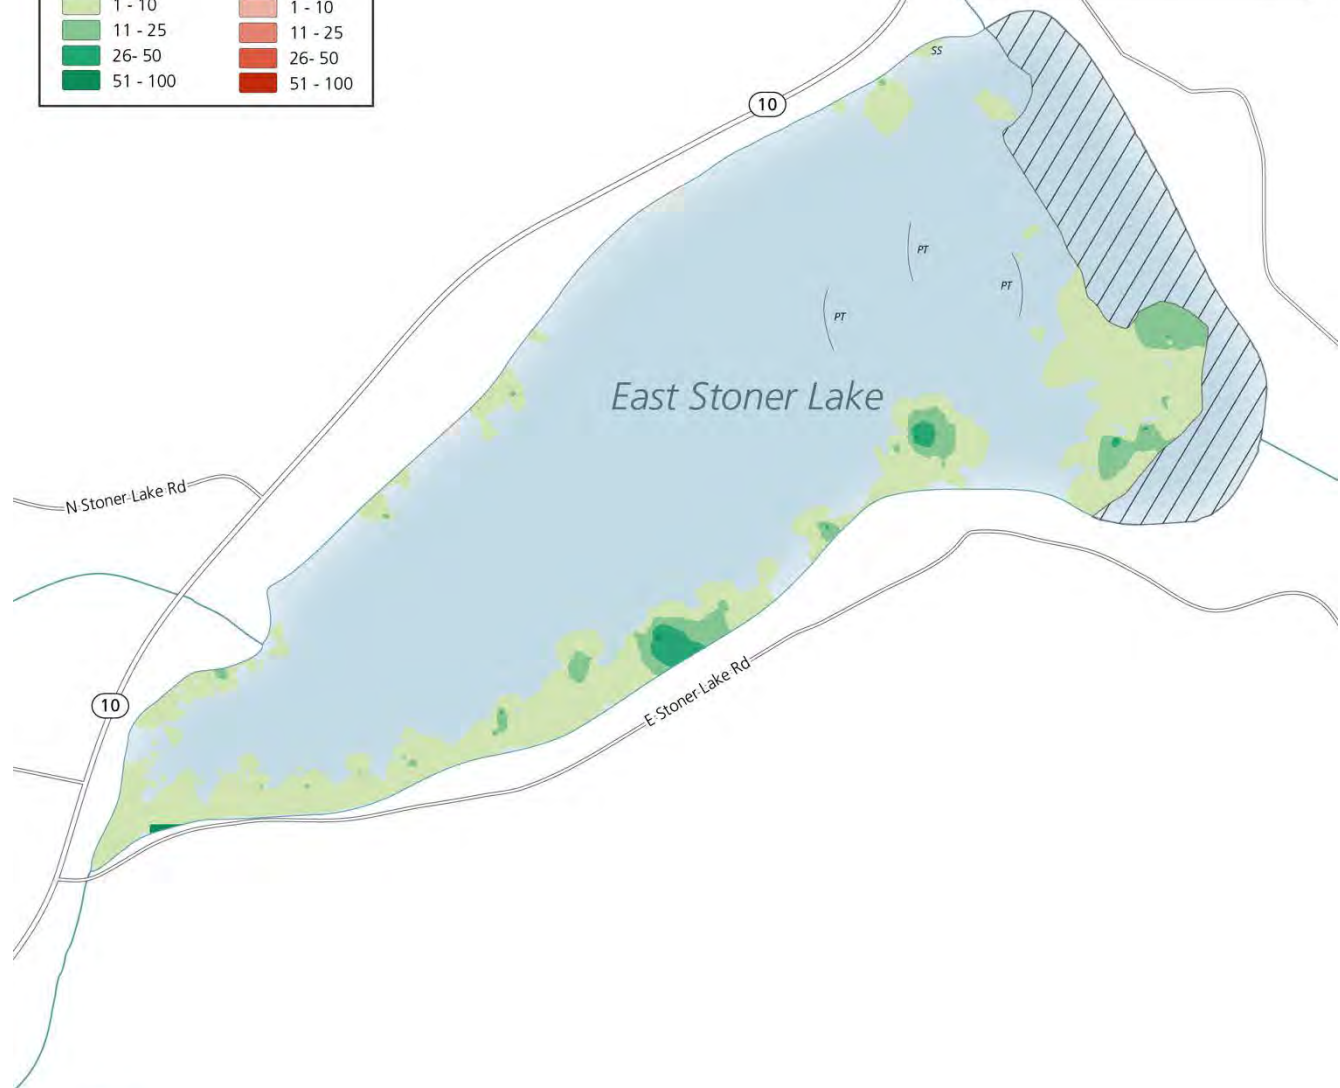 1 - 10
1 - 10
11 - 25
11 - 25
26- 50
26- 50
51 - 100
51 - 100
SS
10
PT
PT
PT
East Stoner Lake
N Stoner Lake Rd
E Stoner Lake Rd
10